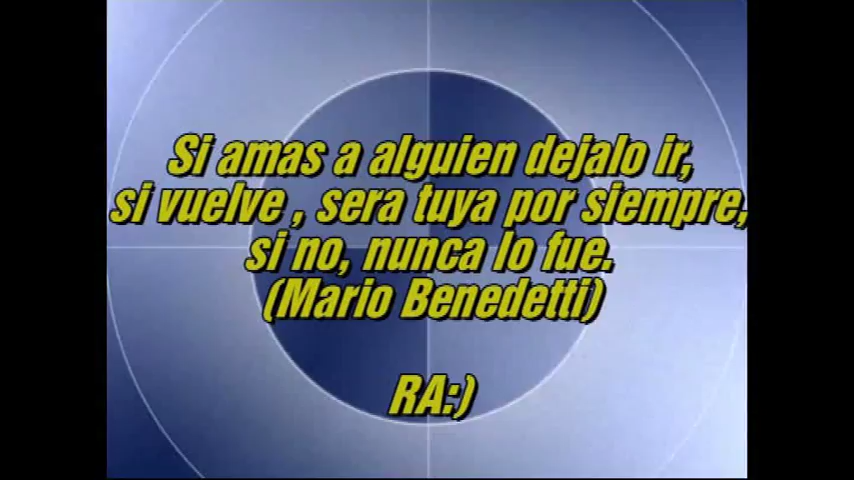 Si amas a alguien dejalo ir,
si vuelve , sera tuya por siempre,
si no, nunca lo fue.
(Mario Benedetti)
RA:)